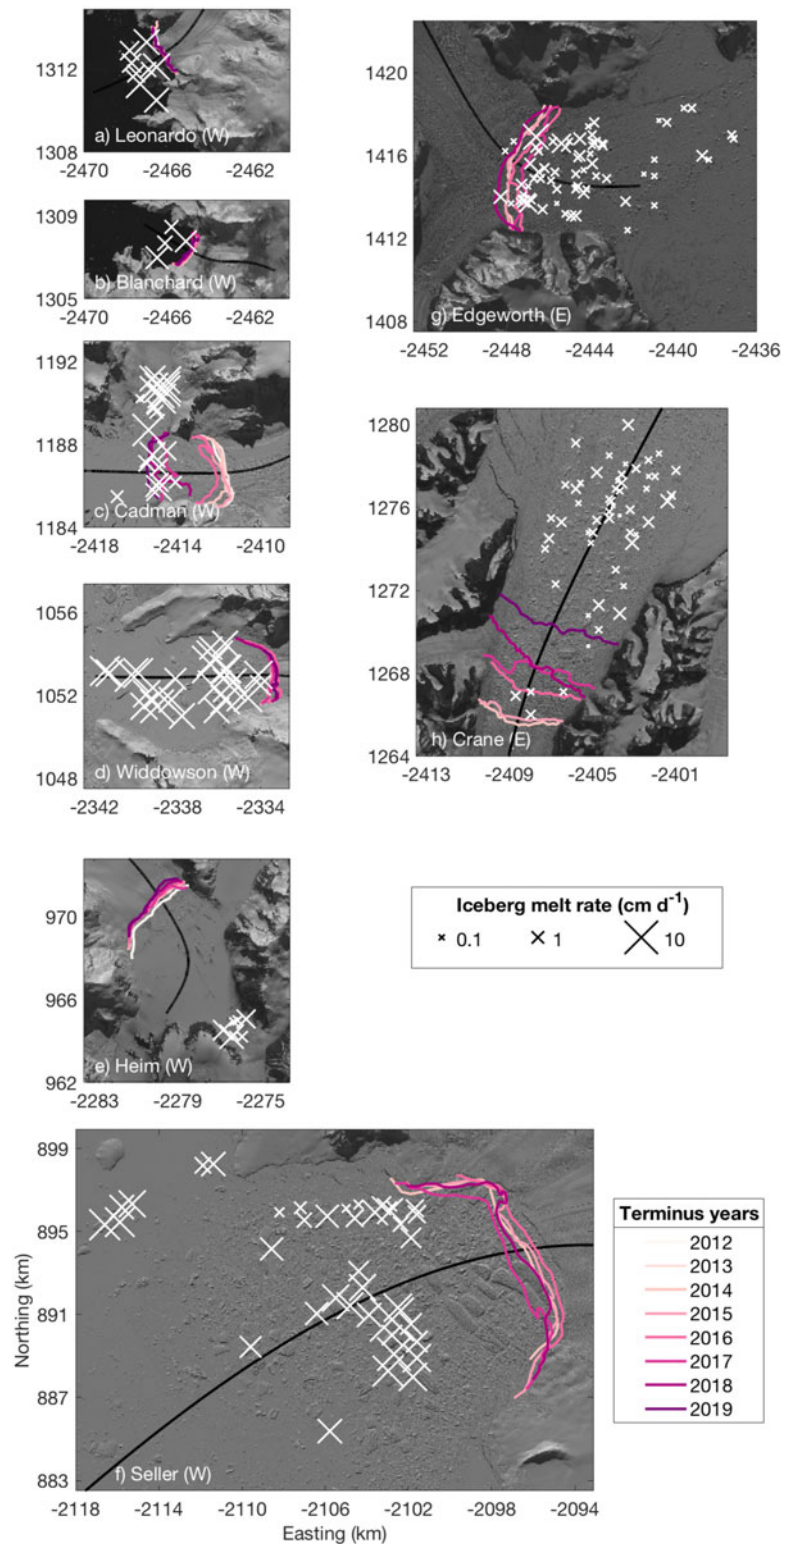 1312
1308
a) Leonardo (W)
-2470 -2466 -2462
1309
1305
b) Blanchard (W)
-2470 -2466 -2462
1192
1188
1184
c) Cadman (W)
-2418 -2414 -2410
1056
1052
1048
d) Widdowson (W)
-2342 -2338 -2334
970
966
962
e) Heim (W)
-2283 -2279 -2275
1420
1416
1412
1408
g) Edgeworth (E)
-2452 -2448 -2444 -2440 -2436
1280
1276
1272
1268
1264
h) Crane (E)
-2413 -2409 -2405 -2401
Iceberg melt rate (cm d⁻¹)
0.1 1 10
899
895
891
887
883
Northing (km)
f) Seller (W)
-2118 -2114 -2110 -2106 -2102 -2098 -2094
Easting (km)
Terminus years
2012
2013
2014
2015
2016
2017
2018
2019